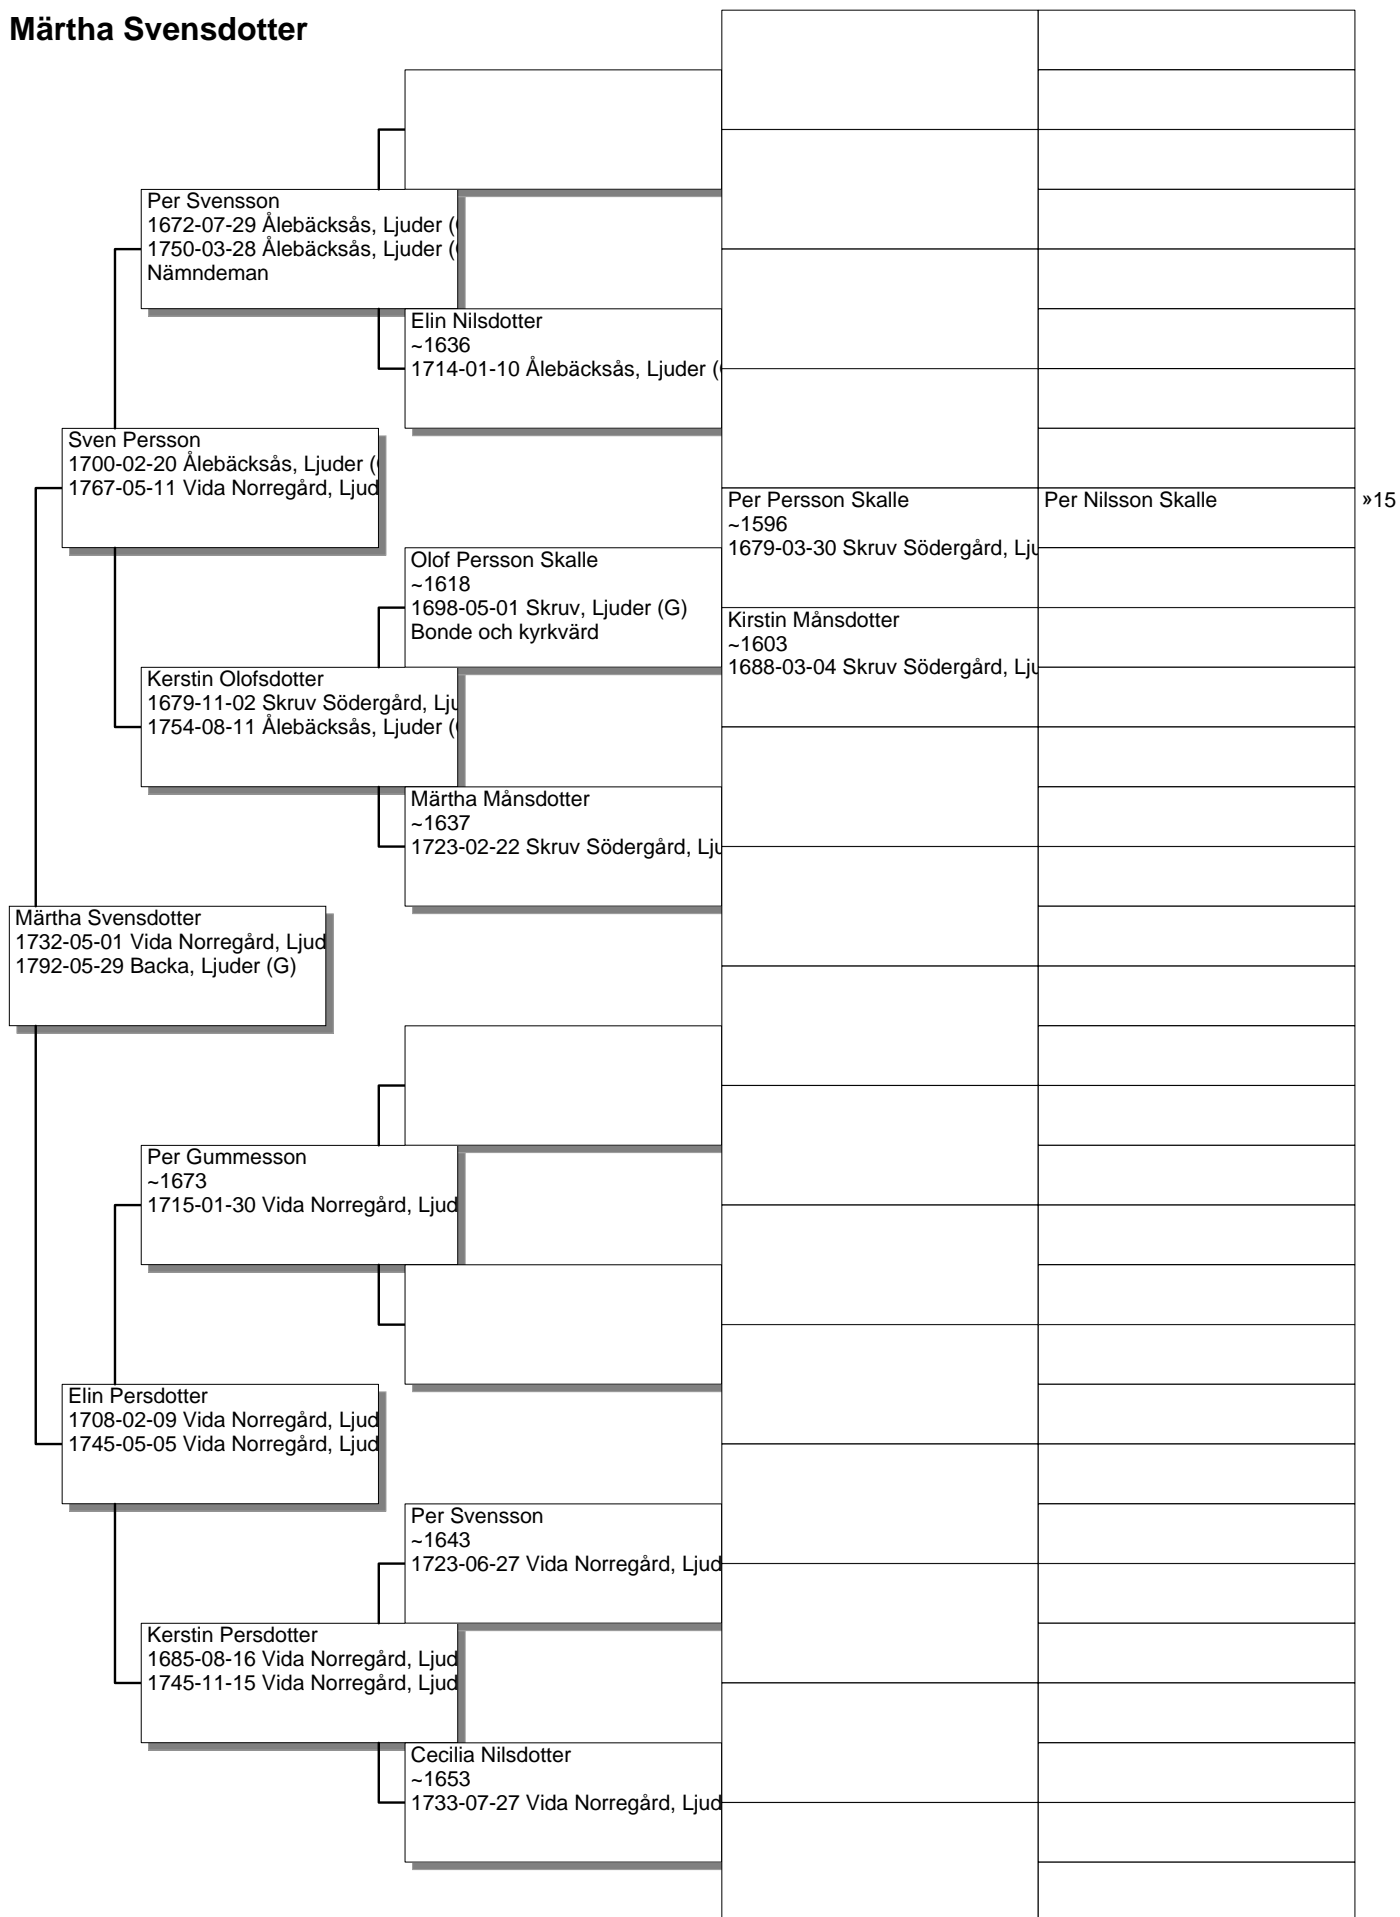 Märtha Svensdotter
Per Svensson
1672-07-29 Ålebäcksås, Ljuder (
1750-03-28 Ålebäcksås, Ljuder (
Nämndeman
Elin Nilsdotter
~1636
1714-01-10 Ålebäcksås, Ljuder (
Sven Persson
1700-02-20 Ålebäcksås, Ljuder (
1767-05-11 Vida Norregård, Ljud
Per Persson Skalle
~1596
1679-03-30 Skruv Södergård, Lju
Per Nilsson Skalle
»15
Olof Persson Skalle
~1618
1698-05-01 Skruv, Ljuder (G)
Bonde och kyrkvärd
Kirstin Månsdotter
~1603
1688-03-04 Skruv Södergård, Lju
Kerstin Olofsdotter
1679-11-02 Skruv Södergård, Lju
1754-08-11 Ålebäcksås, Ljuder (
Märtha Månsdotter
~1637
1723-02-22 Skruv Södergård, Lju
Märtha Svensdotter
1732-05-01 Vida Norregård, Ljud
1792-05-29 Backa, Ljuder (G)
Per Gummesson
~1673
1715-01-30 Vida Norregård, Ljud
Elin Persdotter
1708-02-09 Vida Norregård, Ljud
1745-05-05 Vida Norregård, Ljud
Per Svensson
~1643
1723-06-27 Vida Norregård, Ljud
Kerstin Persdotter
1685-08-16 Vida Norregård, Ljud
1745-11-15 Vida Norregård, Ljud
Cecilia Nilsdotter
~1653
1733-07-27 Vida Norregård, Ljud